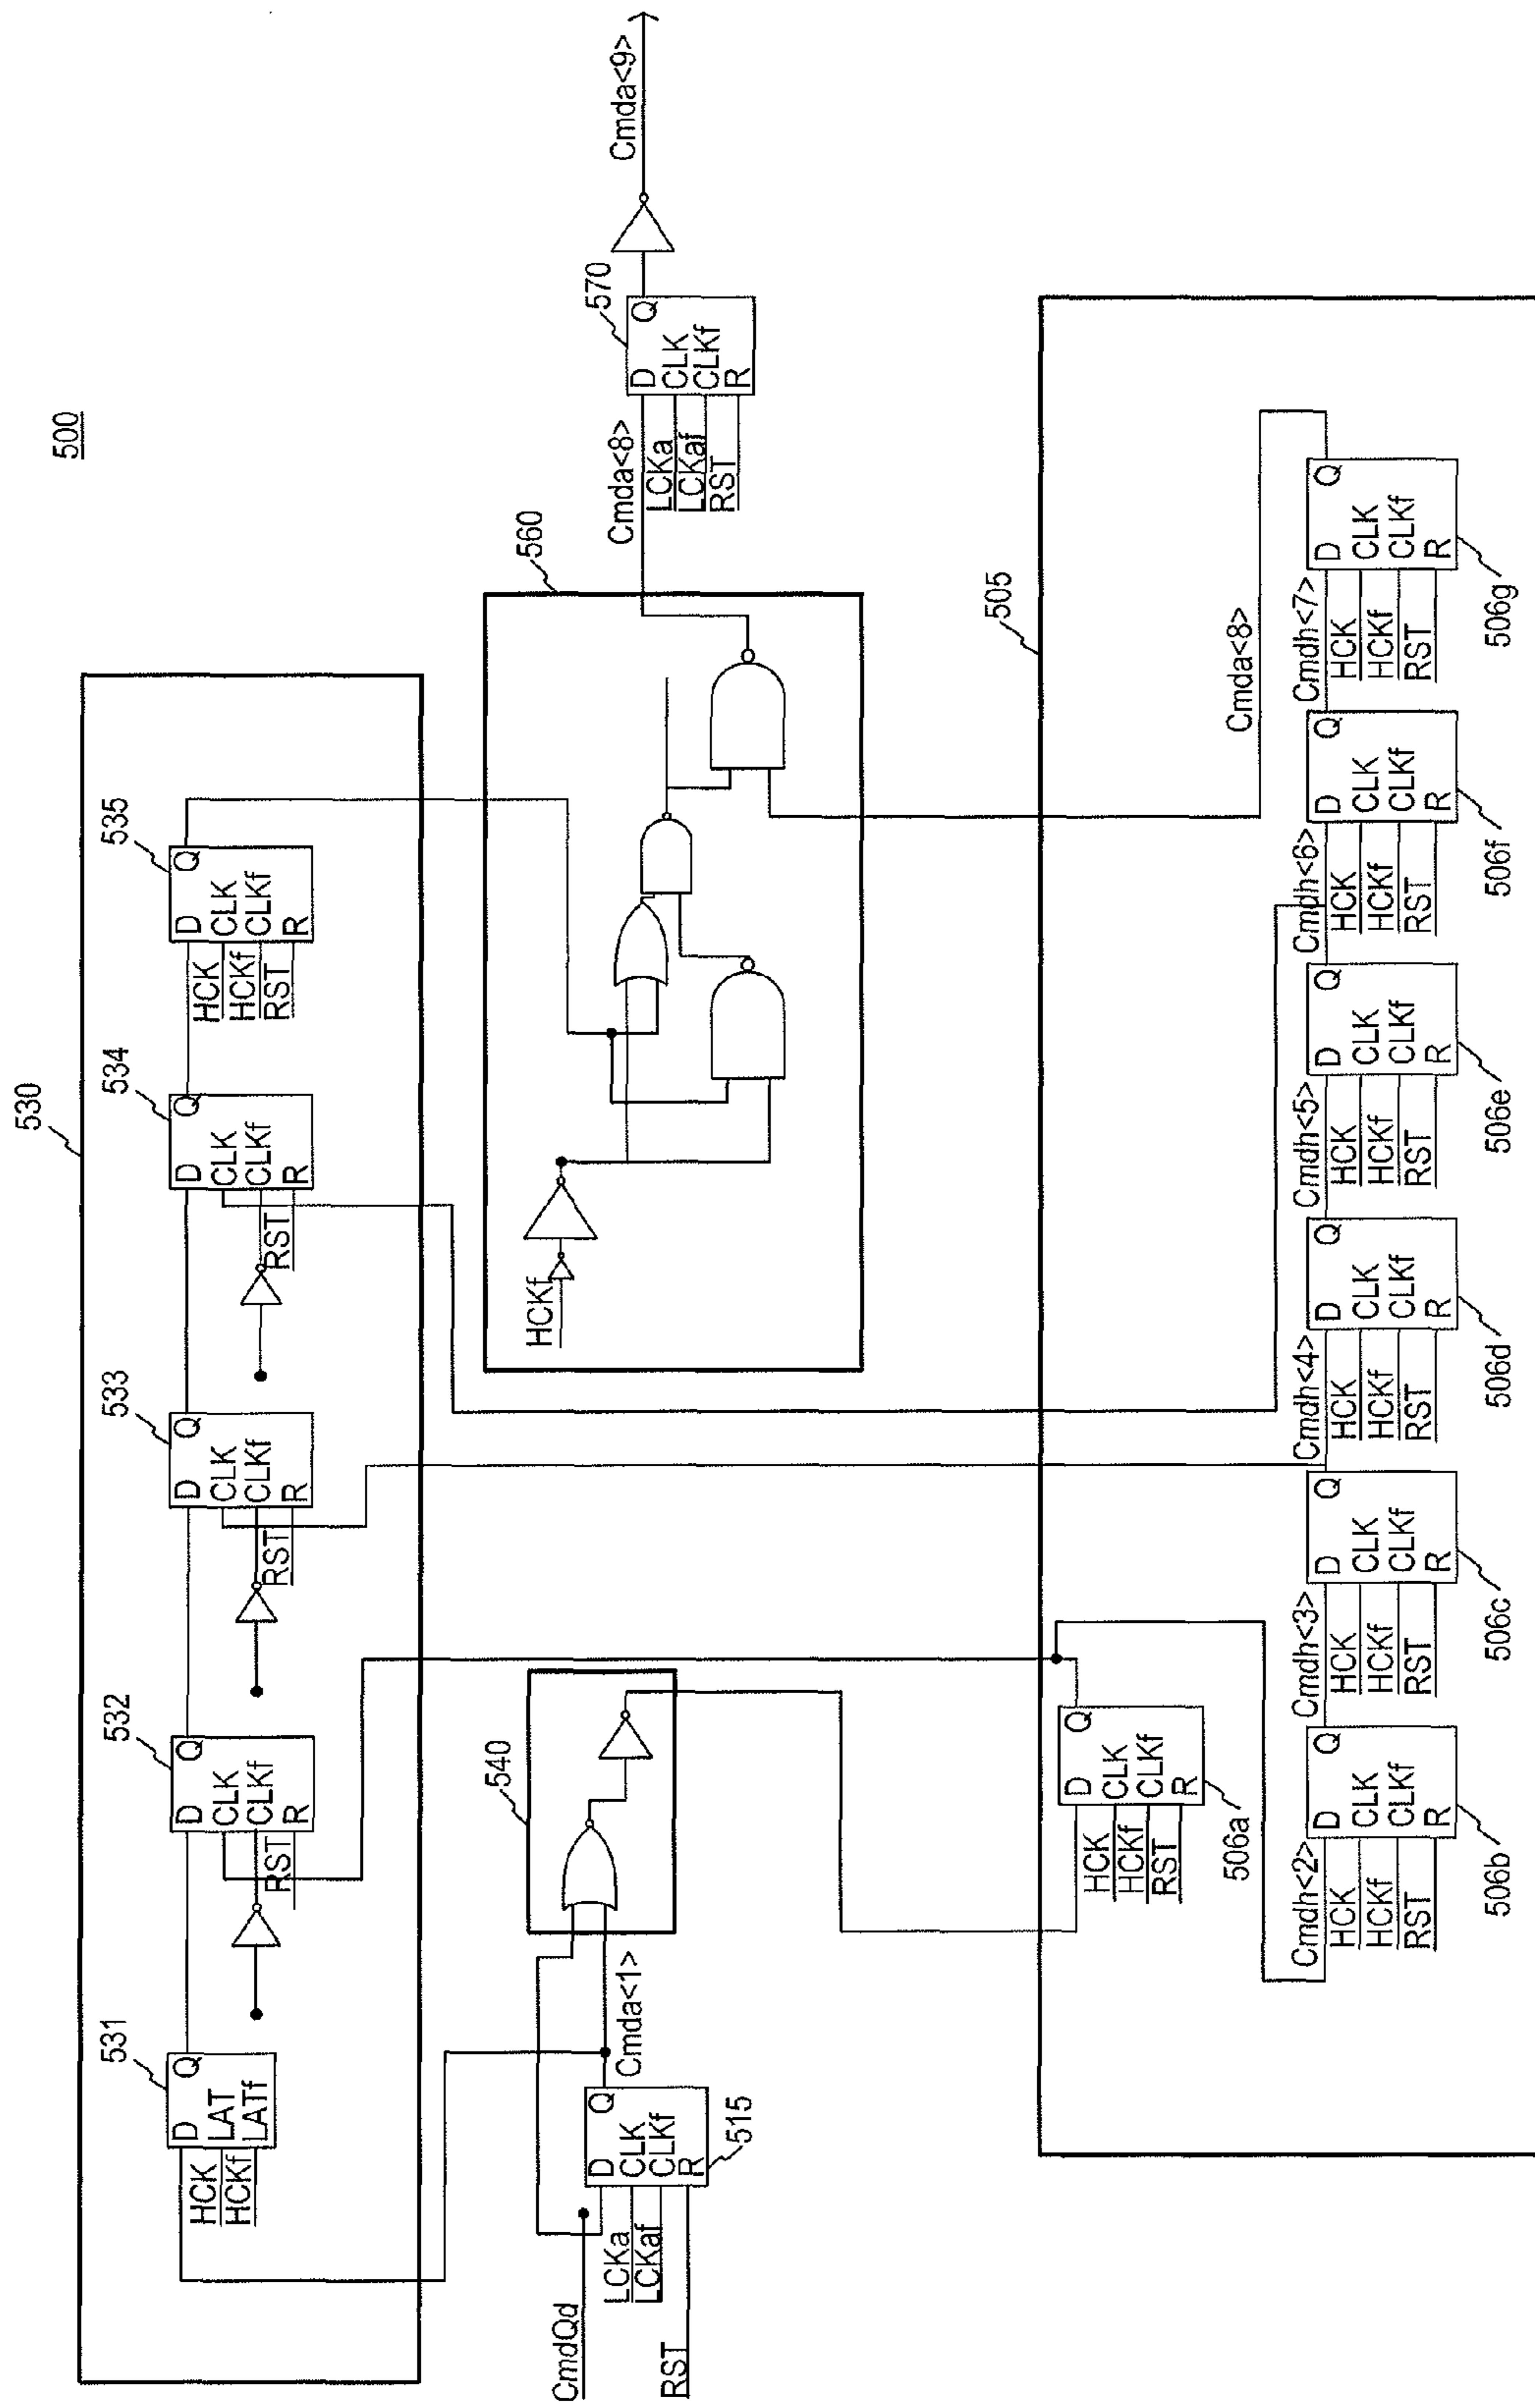 500
530
531
D Q
LAT
LATf
HCK
HCKf
532
D Q
CLK
CLKf
R
RST
533
D Q
CLK
CLKf
R
RST
534
D Q
CLK
CLKf
R
RST
535
D Q
CLK
CLKf
R
HCK
HCKf
RST
CmdQd
LCKa
LCKaf
RST
D Q
CLK
CLKf
R
515
Cmda<1>
540
560
HCKf
Cmda<8>
LCKa
LCKaf
RST
570
D Q
CLK
CLKf
R
Cmda<9>
505
D Q
CLK
CLKf
R
HCK
HCKf
RST
506a
Cmda<8>
Cmdh<2>
HCK
HCKf
RST
D Q
CLK
CLKf
R
506b
Cmdh<3>
HCK
HCKf
RST
D Q
CLK
CLKf
R
506c
Cmdh<4>
HCK
HCKf
RST
D Q
CLK
CLKf
R
506d
Cmdh<5>
HCK
HCKf
RST
D Q
CLK
CLKf
R
506e
Cmdh<6>
HCK
HCKf
RST
D Q
CLK
CLKf
R
506f
Cmdh<7>
HCK
HCKf
RST
D Q
CLK
CLKf
R
506g